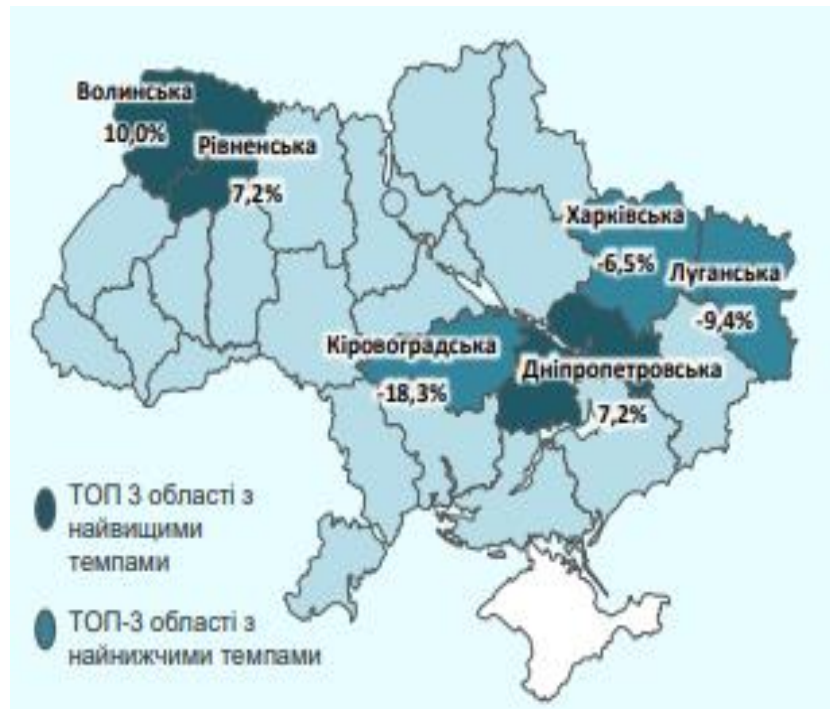 Волинська
10,0%
Рівненська
7,2%
Харківська
-6,5%
Луганська
-9,4%
Кіровоградська
-18,3%
Дніпропетровська
7,2%
ТОП 3 області з
найвищими
темпами
ТОП-3 області з
найнижчими темпами